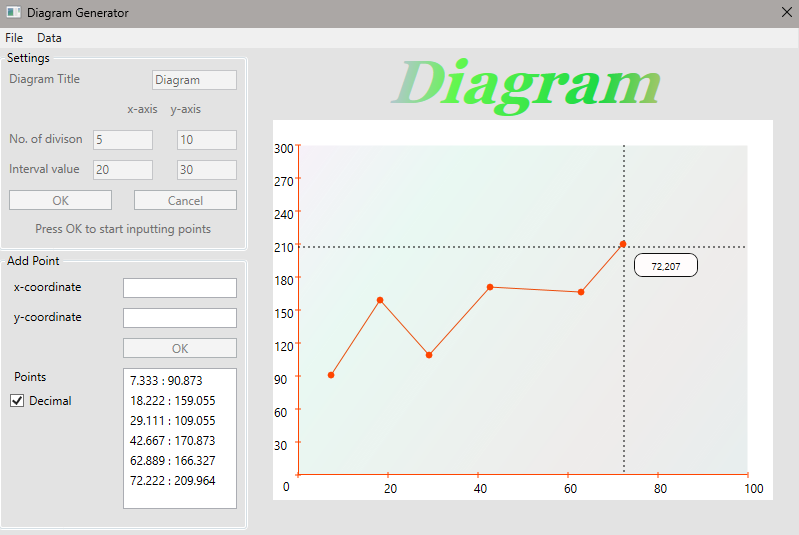 Diagram Generator
File Data
Settings
Diagram Title Diagram
x-axis y-axis
No. of divison 5 10
Interval value 20 30
OK Cancel
Press OK to start inputting points
Add Point
x-coordinate
y-coordinate
OK
Points
Decimal
7.333 : 90.873
18.222 : 159.055
29.111 : 109.055
42.667 : 170.873
62.889 : 166.327
72.222 : 209.964
Diagram
300
270
240
210
180
150
120
90
60
30
0 20 40 60 80 100
72,207